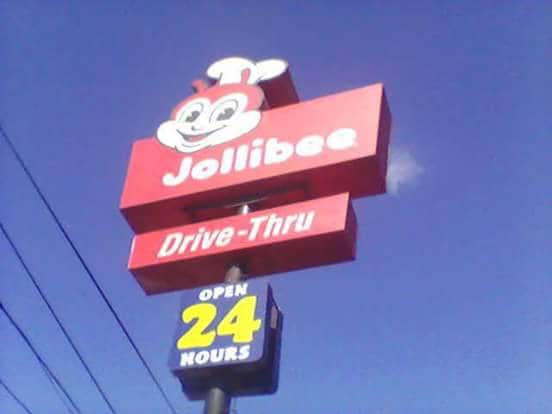 Jollibee
Drive-Thru
OPEN
24
HOURS